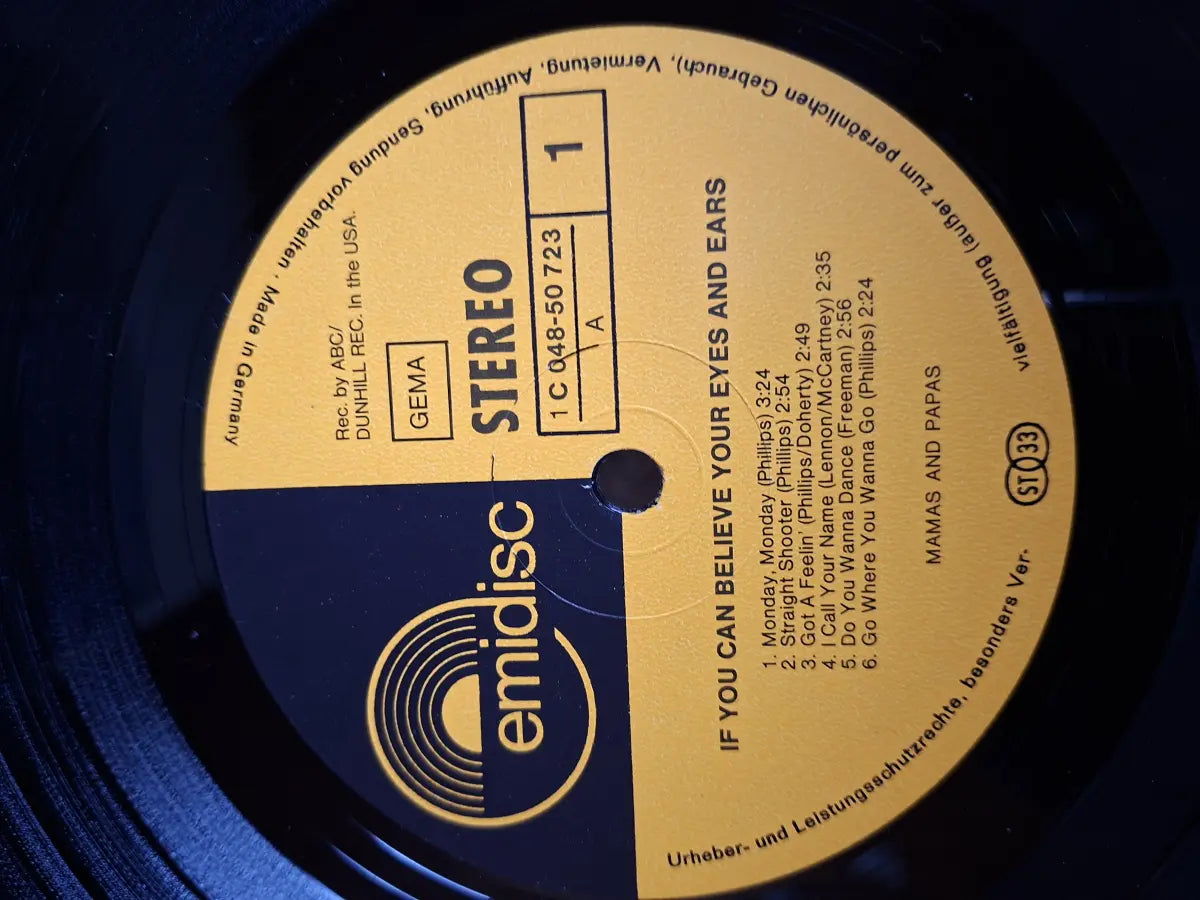 emidisc
Rec. by ABC/
DUNHILL REC. In the USA.
GEMA
STEREO
1 C 048-50 723
A
1
IF YOU CAN BELIEVE YOUR EYES AND EARS
1. Monday, Monday (Phillips) 3:24
2. Straight Shooter (Phillips) 2:54
3. Got A Feelin' (Phillips/Doherty) 2:49
4. I Call Your Name (Lennon/McCartney) 2:35
5. Do You Wanna Dance (Freeman) 2:56
6. Go Where You Wanna Go (Phillips) 2:24
MAMAS AND PAPAS
ST 33
Urheber- und Leistungsschutzrechte, besonders Ver-
vielfältigung (außer zum persönlichen Gebrauch), Vermietung, Aufführung, Sendung vorbehalten . Made in Germany